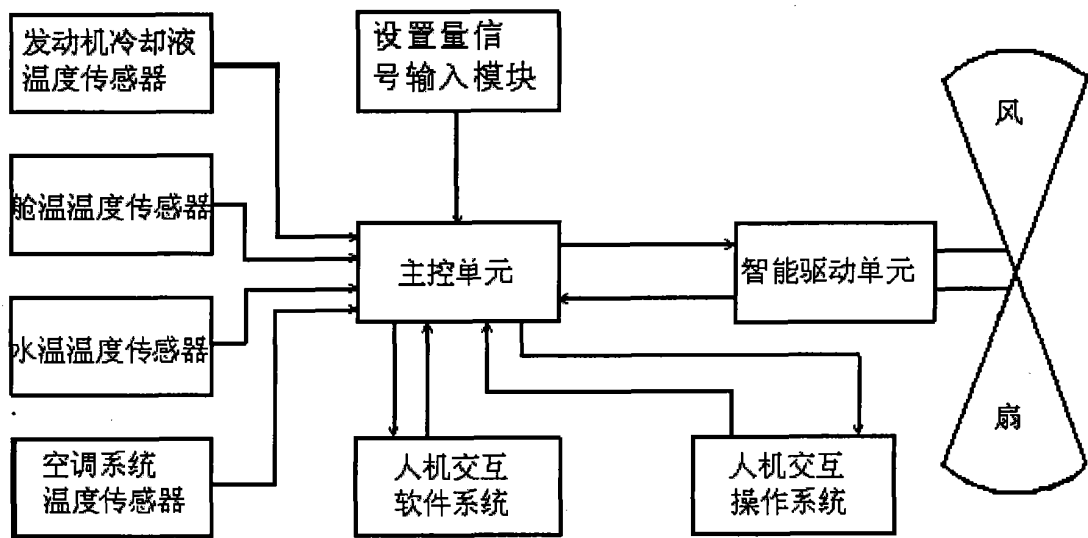 发动机冷却液
温度传感器
设置量信
号输入模块
风
舱温温度传感器
主控单元
智能驱动单元
水温温度传感器
扇
空调系统
温度传感器
人机交互
软件系统
人机交互
操作系统